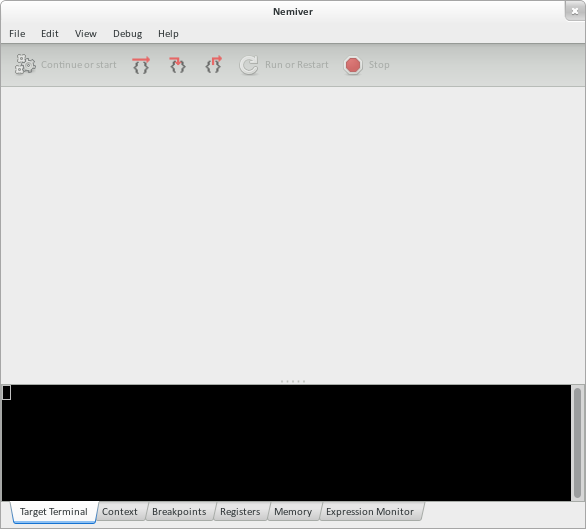 Nemiver
File Edit View Debug Help
Continue or start Run or Restart Stop
Target Terminal Context Breakpoints Registers Memory Expression Monitor